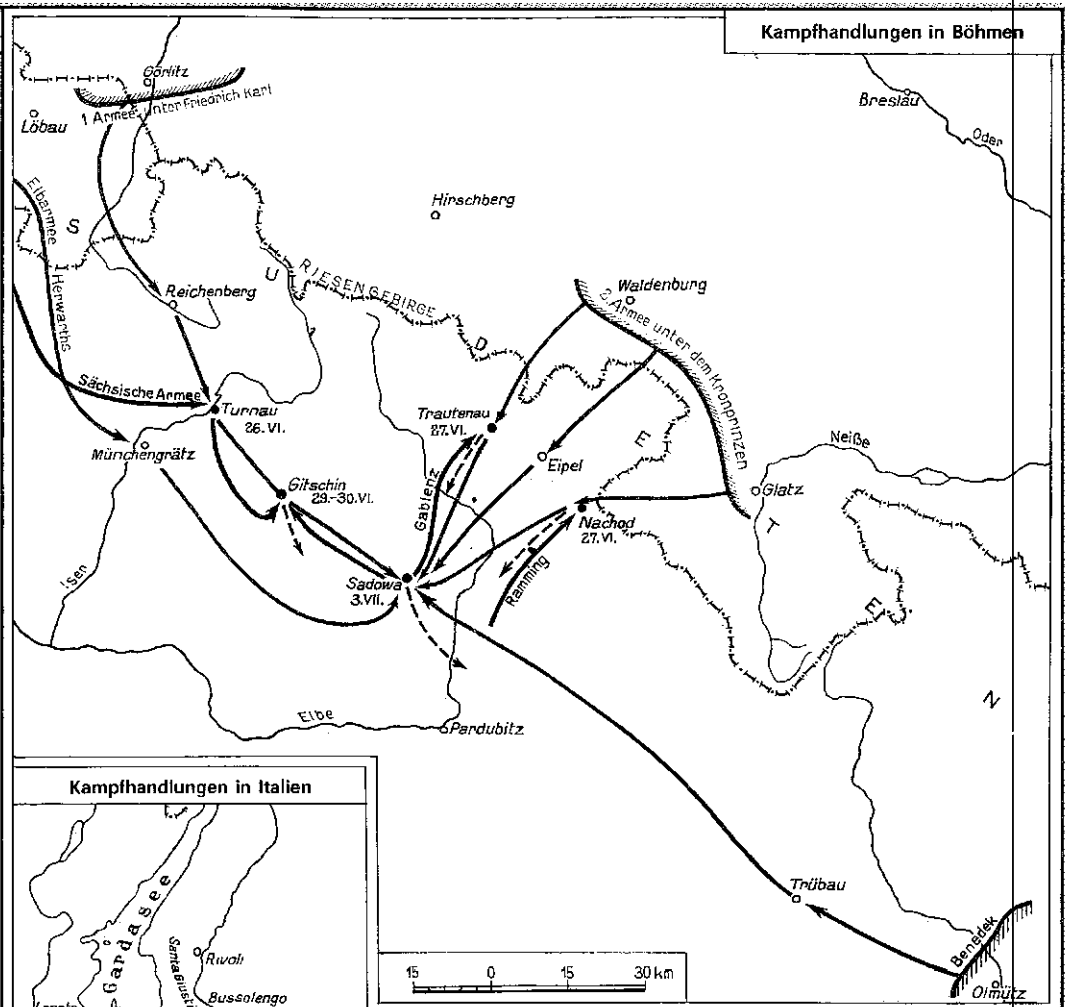 Kampfhandlungen in Böhmen
Görlitz
1 Armee unter Friedrich Karl
Löbau
Breslau
Oder
Elbarmee Herwarths
Hirschberg
S U D E T E N
RIESENGEBIRGE
Reichenberg
Waldenburg
2. Armee unter dem Kronprinzen
Sächsische Armee
Turnau
26. VI.
Trautenau
27. VI.
Münchengrätz
Neiße
Eipel
Gitschin
29.-30. VI.
Gablenz
Glatz
Nachod
27. VI.
Iser
Sadowa
3. VII.
Ramming
Elbe
Pardubitz
Kampfhandlungen in Italien
Gardasee
Santa Giusti
Rivoli
Bussolengo
Trübau
Benedek
Olmütz
15 0 15 30 km